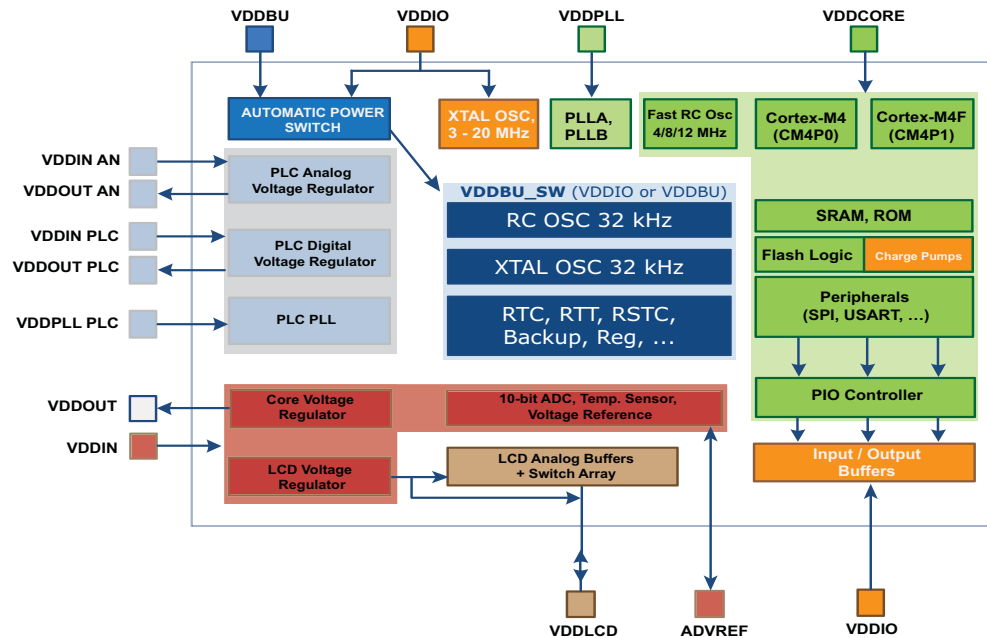 VDDBU
VDDIO
VDDPLL
VDDCORE
AUTOMATIC POWER
SWITCH
XTAL OSC,
3 - 20 MHz
PLLA,
PLLB
Fast RC Osc
4/8/12 MHz
Cortex-M4
(CM4P0)
Cortex-M4F
(CM4P1)
VDDIN AN
VDDOUT AN
PLC Analog
Voltage Regulator
VDDBU_SW (VDDIO or VDDBU)
RC OSC 32 kHz
XTAL OSC 32 kHz
RTC, RTT, RSTC,
Backup, Reg, ...
VDDIN PLC
VDDOUT PLC
PLC Digital
Voltage Regulator
VDDPLL PLC
PLC PLL
SRAM, ROM
Flash Logic
Charge Pumps
Peripherals
(SPI, USART, ...)
PIO Controller
Input / Output
Buffers
VDDOUT
VDDIN
Core Voltage
Regulator
10-bit ADC, Temp. Sensor,
Voltage Reference
LCD Voltage
Regulator
LCD Analog Buffers
+ Switch Array
VDDLCD
ADVREF
VDDIO